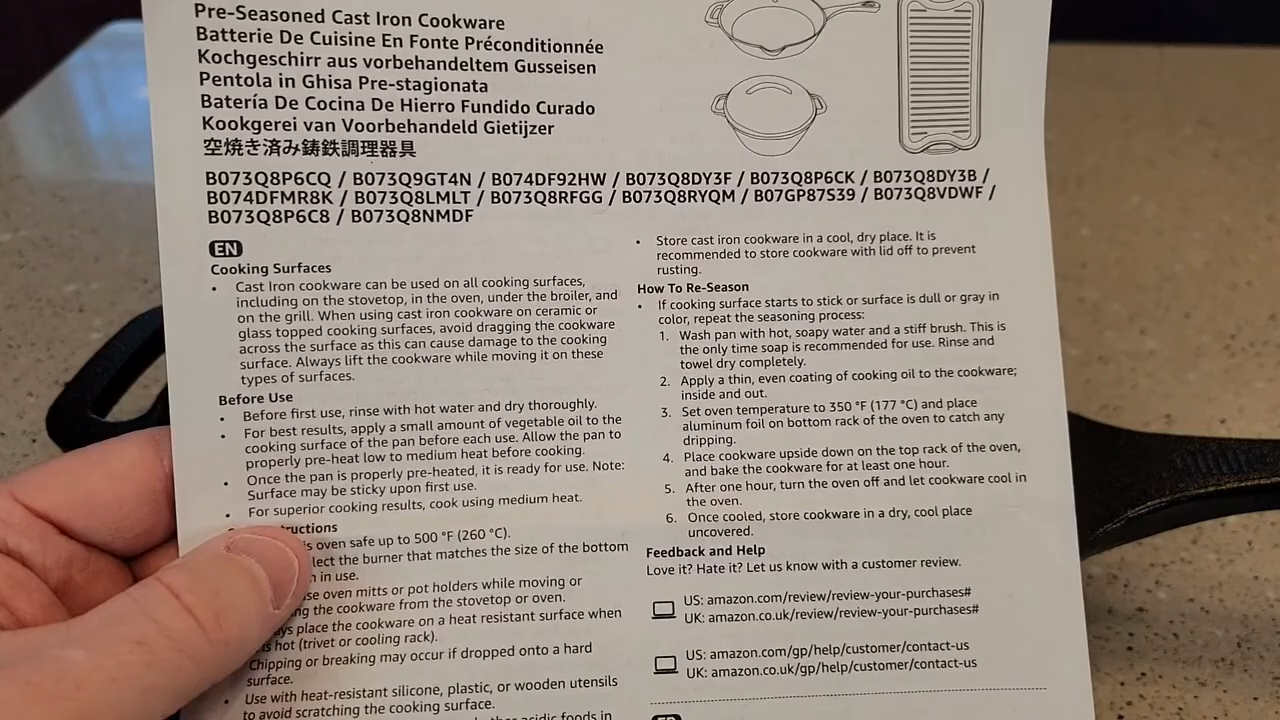 Pre-Seasoned Cast Iron Cookware
Batterie De Cuisine En Fonte Préconditionnée
Kochgeschirr aus vorbehandeltem Gusseisen
Pentola in Ghisa Pre-stagionata
Batería De Cocina De Hierro Fundido Curado
Kookgerei van Voorbehandeld Gietijzer
空焼き済み鋳鉄調理器具
B073Q8P6CQ / B073Q9GT4N / B074DF92HW / B073Q8DY3F / B073Q8P6CK / B073Q8DY3B /
B074DFMR8K / B073Q8LMLT / B073Q8RFGG / B073Q8RYQM / B07GP87S39 / B073Q8VDWF /
B073Q8P6C8 / B073Q8NMDF
EN
Cooking Surfaces
• Cast Iron cookware can be used on all cooking surfaces,
including on the stovetop, in the oven, under the broiler, and
on the grill. When using cast iron cookware on ceramic or
glass topped cooking surfaces, avoid dragging the cookware
across the surface as this can cause damage to the cooking
surface. Always lift the cookware while moving it on these
types of surfaces.
Before Use
• Before first use, rinse with hot water and dry thoroughly.
• For best results, apply a small amount of vegetable oil to the
cooking surface of the pan before each use. Allow the pan to
properly pre-heat low to medium heat before cooking.
• Once the pan is properly pre-heated, it is ready for use. Note:
Surface may be sticky upon first use.
• For superior cooking results, cook using medium heat.
oven safe up to 500 °F (260 °C).
the burner that matches the size of the bottom
in use.
oven mitts or pot holders while moving or
the cookware from the stovetop or oven.
place the cookware on a heat resistant surface when
is hot (trivet or cooling rack).
Chipping or breaking may occur if dropped onto a hard
surface.
• Use with heat-resistant silicone, plastic, or wooden utensils
to avoid scratching the cooking surface.
acidic foods in
• Store cast iron cookware in a cool, dry place. It is
recommended to store cookware with lid off to prevent
rusting.
How To Re-Season
• If cooking surface starts to stick or surface is dull or gray in
color, repeat the seasoning process:
1. Wash pan with hot, soapy water and a stiff brush. This is
the only time soap is recommended for use. Rinse and
towel dry completely.
2. Apply a thin, even coating of cooking oil to the cookware;
inside and out.
3. Set oven temperature to 350 °F (177 °C) and place
aluminum foil on bottom rack of the oven to catch any
dripping.
4. Place cookware upside down on the top rack of the oven,
and bake the cookware for at least one hour.
5. After one hour, turn the oven off and let cookware cool in
the oven.
6. Once cooled, store cookware in a dry, cool place
uncovered.
Feedback and Help
Love it? Hate it? Let us know with a customer review.
US: amazon.com/review/review-your-purchases#
UK: amazon.co.uk/review/review-your-purchases#
US: amazon.com/gp/help/customer/contact-us
UK: amazon.co.uk/gp/help/customer/contact-us